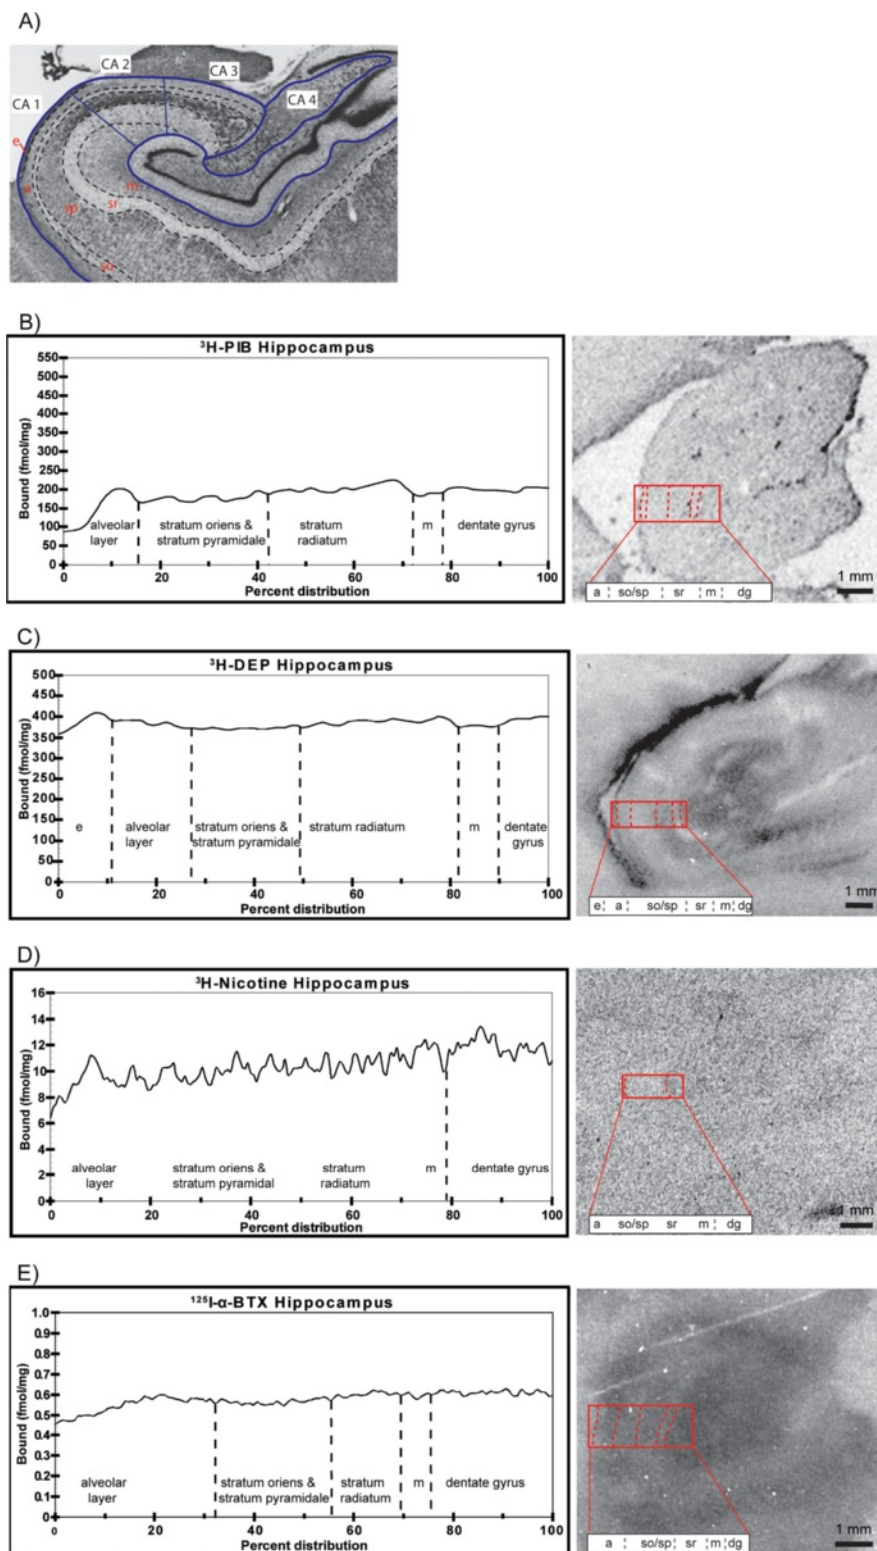 A)
CA 1
CA 2
CA 3
CA 4
e
a
sp
sr
m
so
B)
³H-PIB Hippocampus
Bound (fmol/mg)
550
500
450
400
350
300
250
200
150
100
50
0
alveolar
layer
stratum oriens &
stratum pyramidale
stratum
radiatum
m
dentate gyrus
0 20 40 60 80 100
Percent distribution
a so/sp sr m dg
1 mm
C)
³H-DEP Hippocampus
Bound (fmol/mg)
500
450
400
350
300
250
200
150
100
50
0
e
alveolar
layer
stratum oriens &
stratum pyramidale
stratum radiatum
m
dentate
gyrus
0 20 40 60 80 100
Percent distribution
e a so/sp sr m dg
1 mm
D)
³H-Nicotine Hippocampus
Bound (fmol/mg)
16
14
12
10
8
6
4
2
0
alveolar
layer
stratum oriens &
stratum pyramidal
stratum
radiatum
m
dentate gyrus
20 40 60 80 100
Percent distribution
a so/sp sr m dg
1 mm
E)
¹²⁵I-α-BTX Hippocampus
Bound (fmol/mg)
1.0
0.9
0.8
0.7
0.6
0.5
0.4
0.3
0.2
0.1
0
alveolar
layer
stratum oriens &
stratum pyramidale
stratum
radiatum
m
dentate gyrus
0 20 40 60 80 100
Percent distribution
a so/sp sr m dg
1 mm